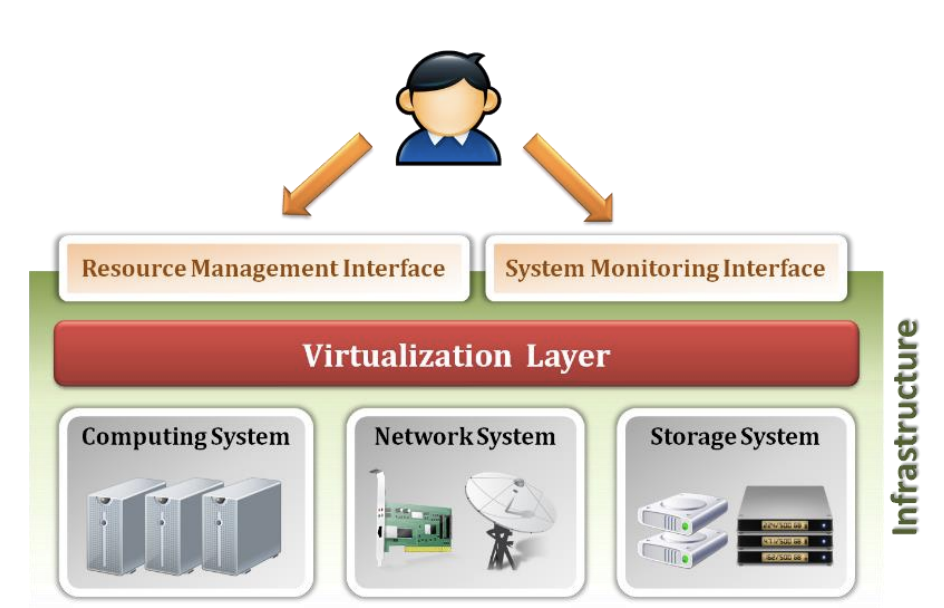 Resource Management Interface
System Monitoring Interface
Virtualization Layer
Computing System
Network System
Storage System
Infrastructure